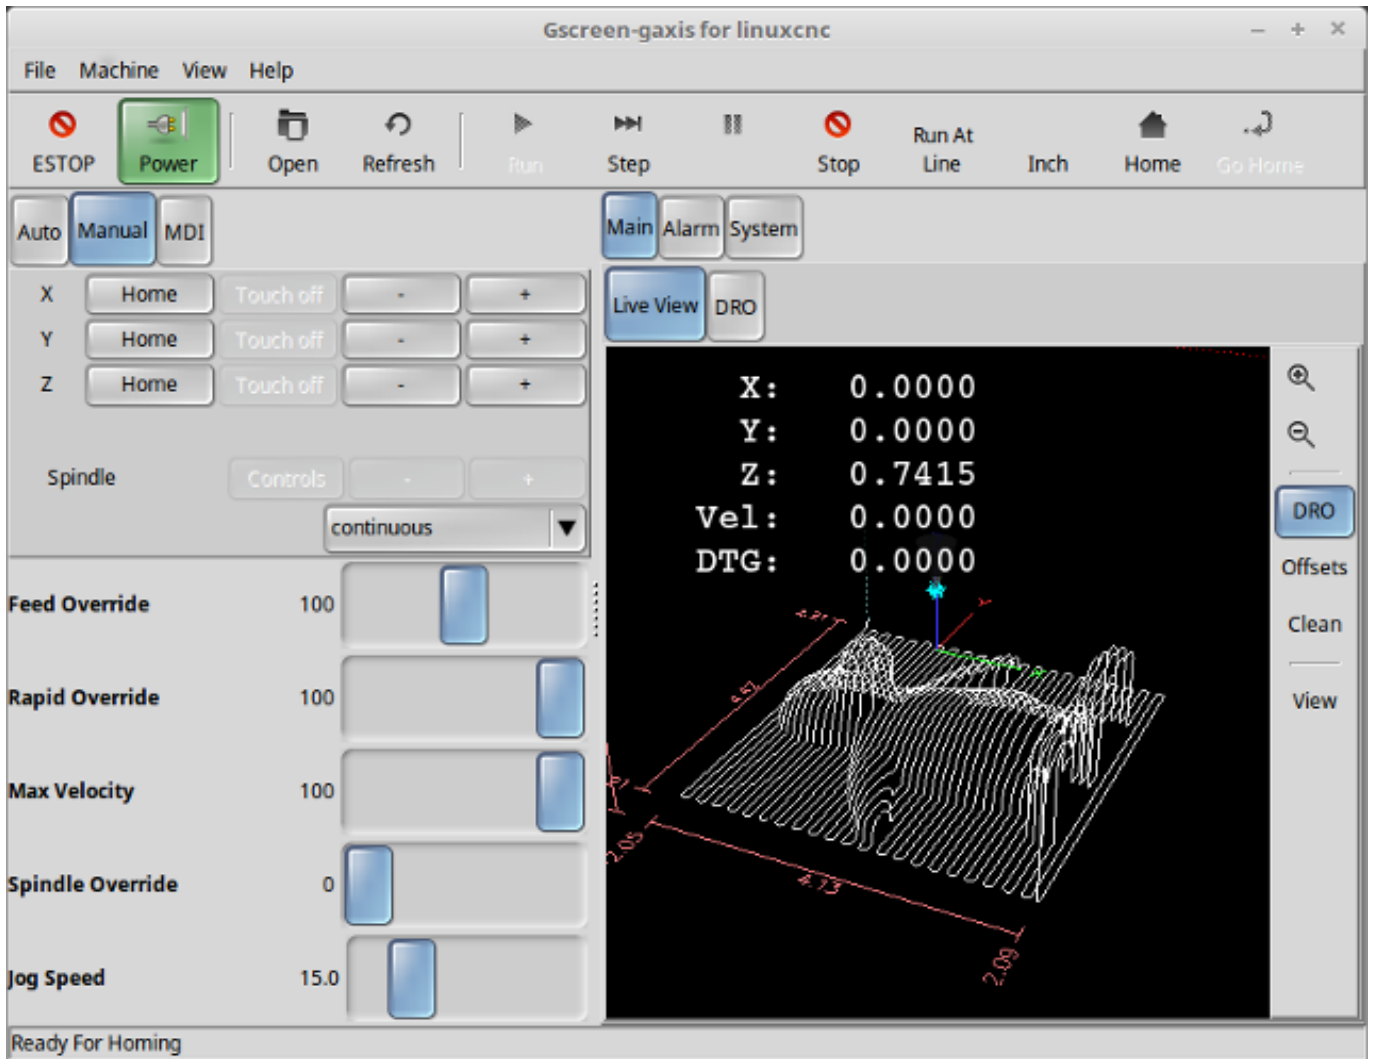 Gscreen-gaxis for linuxcnc
File Machine View Help
ESTOP Power Open Refresh Run Step Stop Run At Line Inch Home Go Home
Auto Manual MDI
Main Alarm System
Live View DRO
X Home Touch off - +
Y Home Touch off - +
Z Home Touch off - +
Spindle Controls - +
continuous
Feed Override 100
Rapid Override 100
Max Velocity 100
Spindle Override 0
Jog Speed 15.0
X: 0.0000
Y: 0.0000
Z: 0.7415
Vel: 0.0000
DTG: 0.0000
2.05
4.13
2.09
DRO
Offsets
Clean
View
Ready For Homing